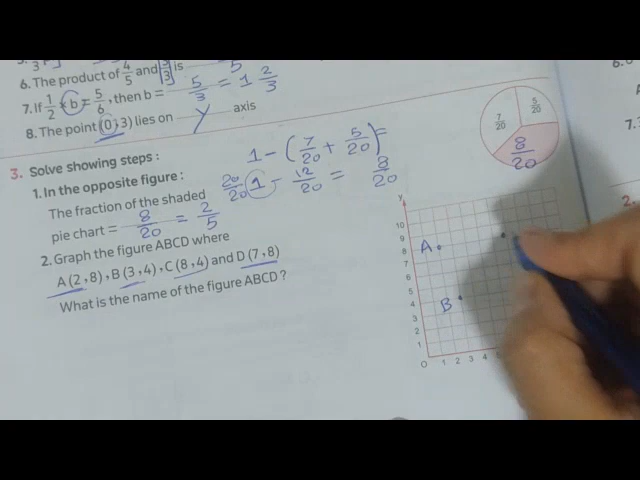 6. The product of 4/5 and [3/3] is 5
7. If 1/2 × b = 5/6, then b = 5/3 = 1 2/3
8. The point (0, 3) lies on y axis
3. Solve showing steps :
1 - (7/20 + 5/20) =
1. In the opposite figure :
20/20 1 - 12/20 = 8/20
The fraction of the shaded
pie chart = 8/20 = 2/5
2. Graph the figure ABCD where
A (2, 8), B (3, 4), C (8, 4) and D (7, 8)
What is the name of the figure ABCD ?
7/20 5/20
8/20
y
10
9
8
7
6
5
4
3
2
1
O 1 2 3 4 5
A
B
7.
2.